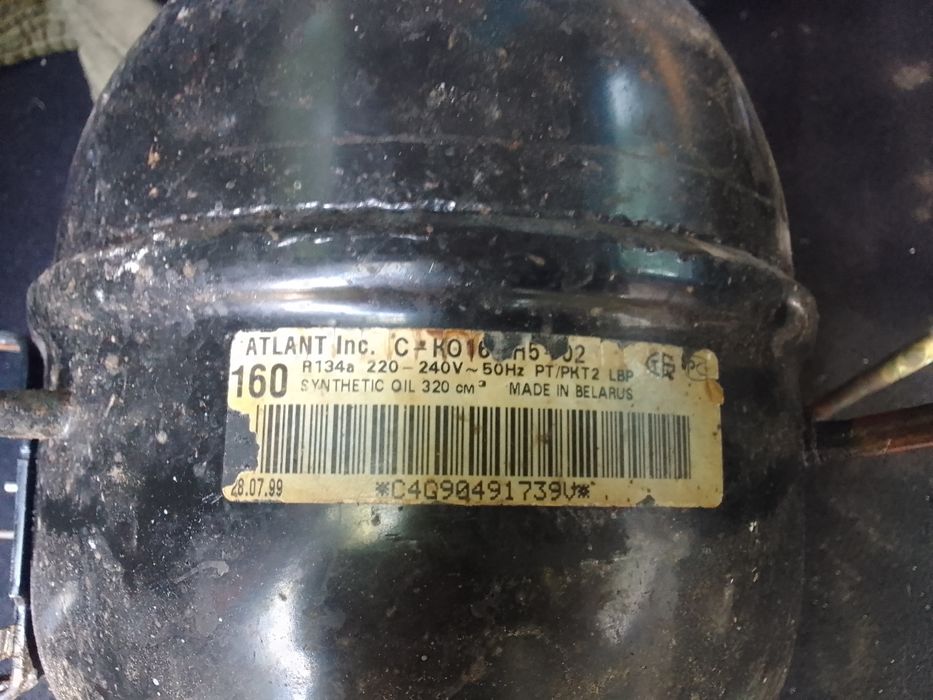 ATLANT Inc.
160 R134a 220-240V~50Hz PT/PKT2 LBP
SYNTHETIC OIL 320 cm³ MADE IN BELARUS
28.07.99 *C4G90491739V*